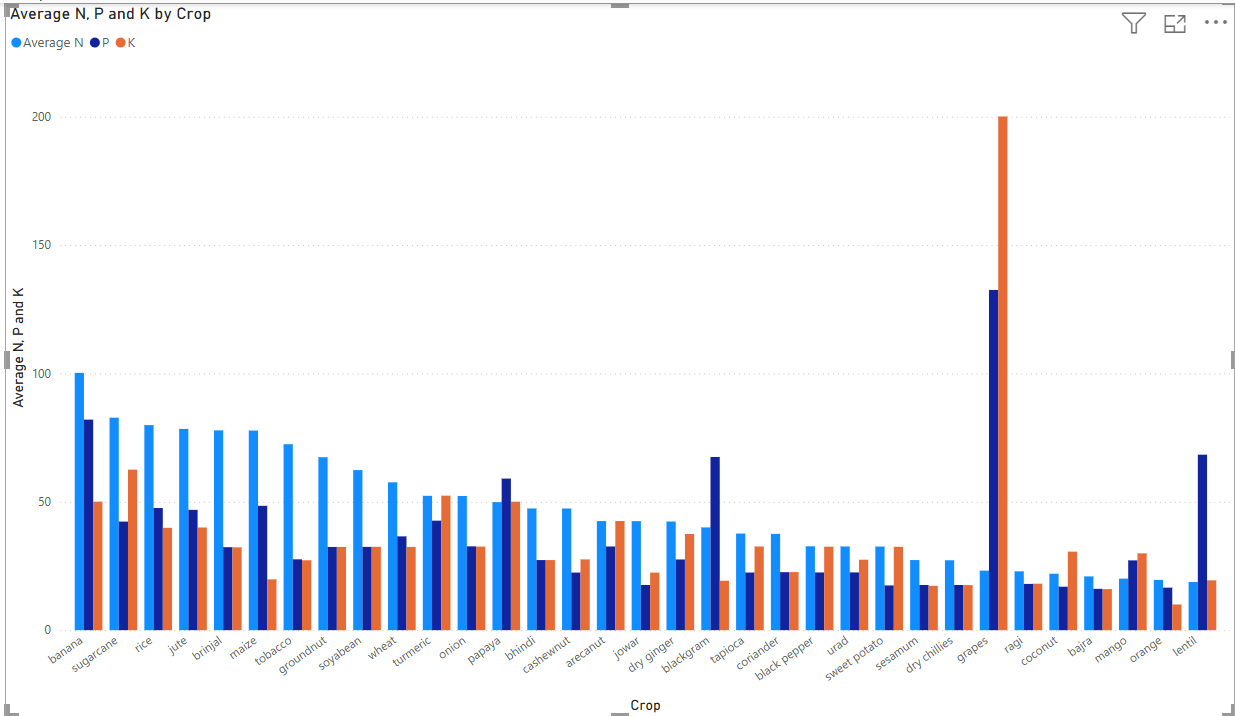 Average N, P and K by Crop
Average N P K
Average N, P and K
200
150
100
50
0
banana sugarcane rice jute brinjal maize tobacco groundnut soyabean wheat turmeric onion papaya bhindi cashewnut arecanut jowar dry ginger blackgram tapioca coriander black pepper urad sweet potato sesamum dry chillies grapes ragi coconut bajra mango orange lentil
Crop